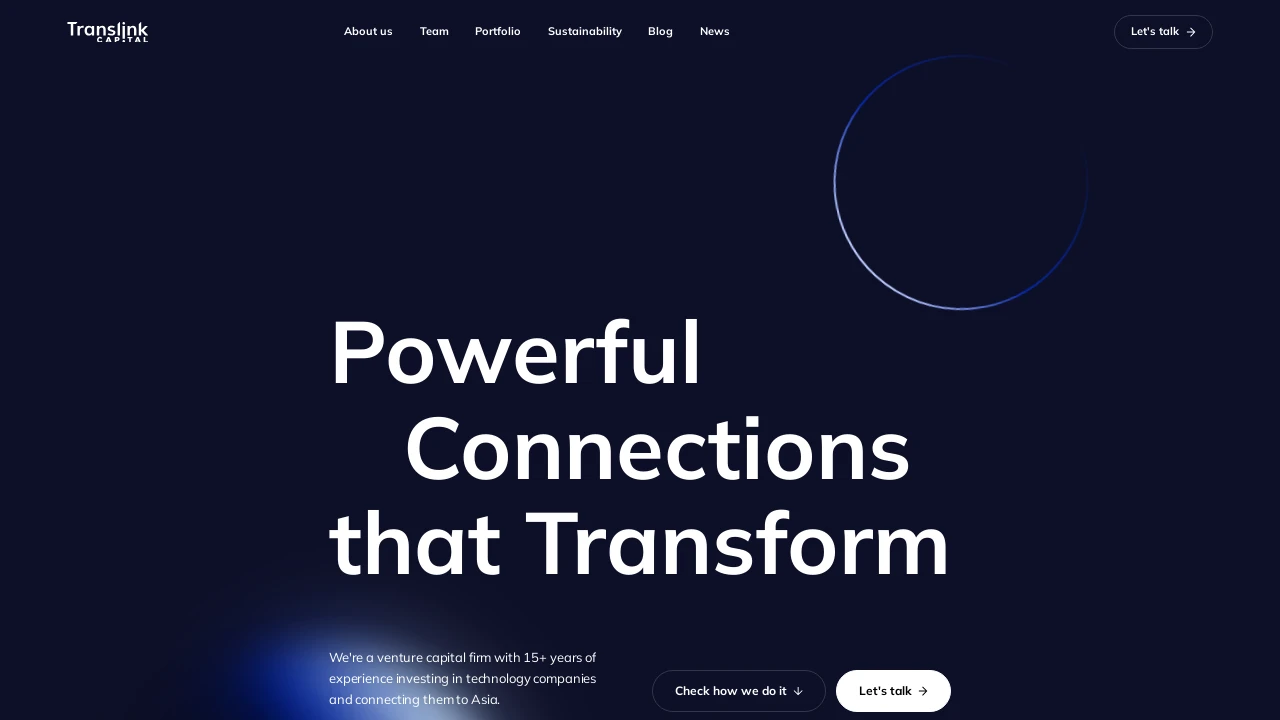 Translink
CAPITAL
About us
Team
Portfolio
Sustainability
Blog
News
Let's talk
Powerful
Connections
that Transform
We're a venture capital firm with 15+ years of
experience investing in technology companies
and connecting them to Asia.
Check how we do it
Let's talk